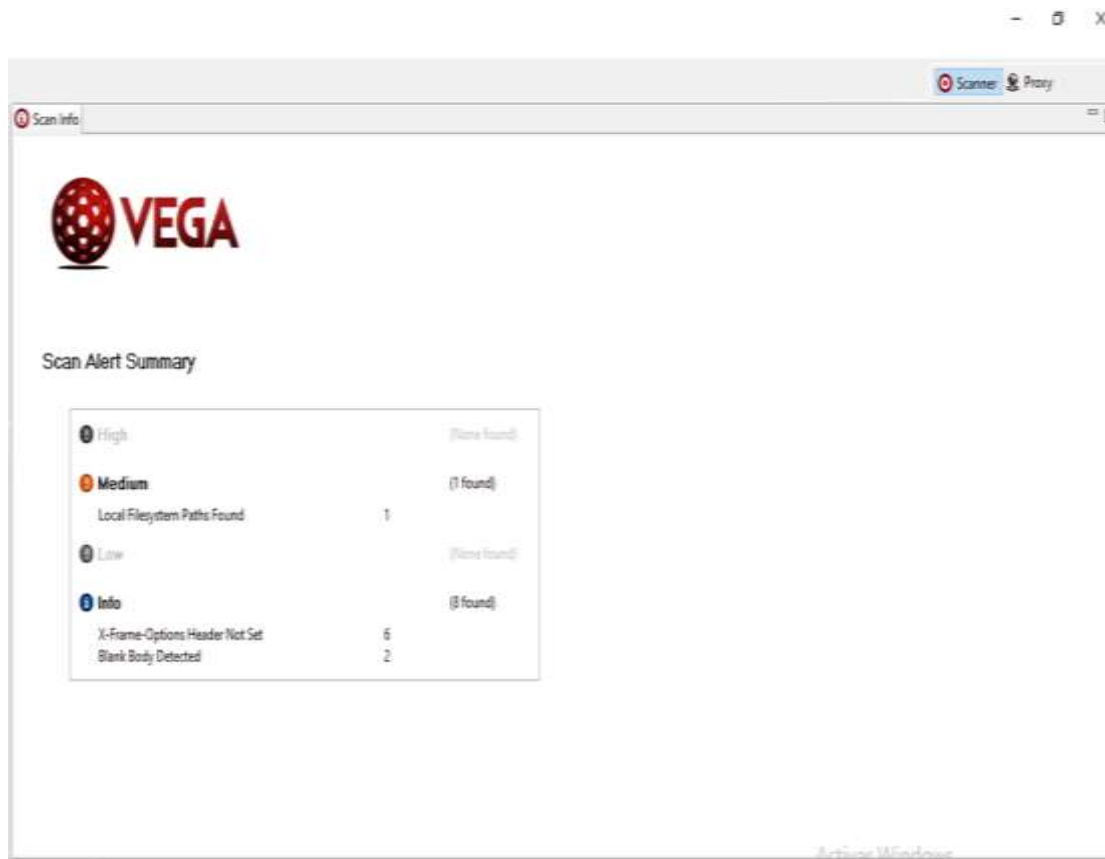 Scanner Proxy
Scan Info
VEGA
Scan Alert Summary
High (None found)
Medium (1 found)
Local Filesystem Paths Found 1
Low (None found)
Info (8 found)
X-Frame-Options Header Not Set 6
Blank Body Detected 2
Activar Windows